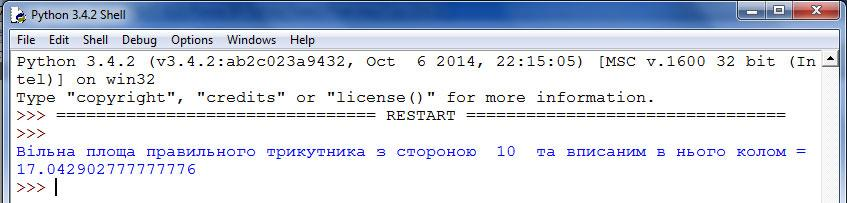 Python 3.4.2 Shell
File Edit Shell Debug Options Windows Help
Python 3.4.2 (v3.4.2:ab2c023a9432, Oct  6 2014, 22:15:05) [MSC v.1600 32 bit (In
tel)] on win32
Type "copyright", "credits" or "license()" for more information.
>>> ================================ RESTART ================================
>>>
Вільна площа правильного трикутника з стороною  10  та вписаним в нього колом =
17.042902777777776
>>>